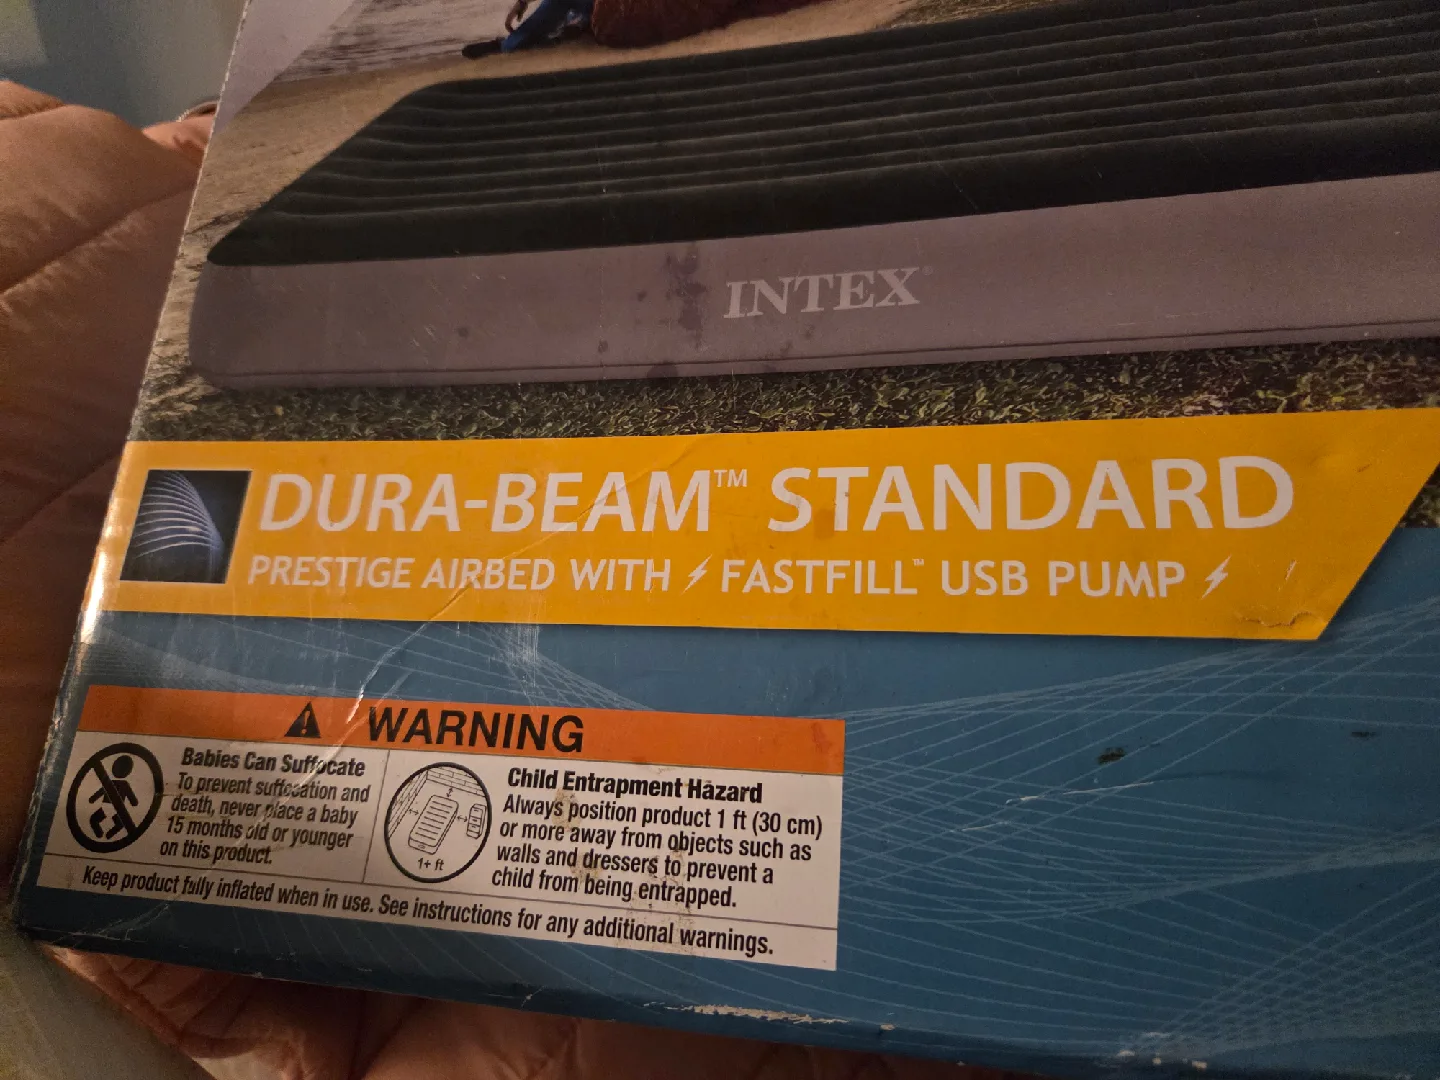 INTEX®
DURA-BEAM™ STANDARD
PRESTIGE AIRBED WITH FASTFILL™ USB PUMP
WARNING
Babies Can Suffocate
To prevent suffocation and
death, never place a baby
15 months old or younger
on this product.
1+ ft
Child Entrapment Hazard
Always position product 1 ft (30 cm)
or more away from objects such as
walls and dressers to prevent a
child from being entrapped.
Keep product fully inflated when in use. See instructions for any additional warnings.